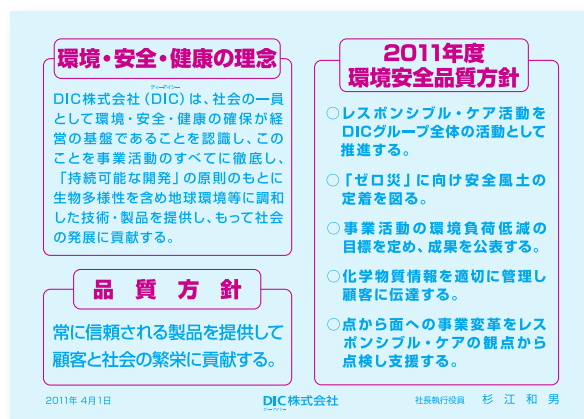 環境・安全・健康の理念
ディーアイシー
DIC株式会社(DIC)は、社会の一員
として環境・安全・健康の確保が経
営の基盤であることを認識し、この
ことを事業活動のすべてに徹底し、
「持続可能な開発」の原則のもとに
生物多様性を含め地球環境等に調和
した技術・製品を提供し、もって社会
の発展に貢献する。
品質方針
常に信頼される製品を提供して
顧客と社会の繁栄に貢献する。
2011年度
環境安全品質方針
○レスポンシブル・ケア活動を
DICグループ全体の活動として
推進する。
○「ゼロ災」に向け安全風土の
定着を図る。
○事業活動の環境負荷低減の
目標を定め、成果を公表する。
○化学物質情報を適切に管理し
顧客に伝達する。
○点から面への事業変革をレス
ポンシブル・ケアの観点から
点検し支援する。
2011年 4月1日
DIC株式会社
ディーアイシー
社長執行役員 杉江和男